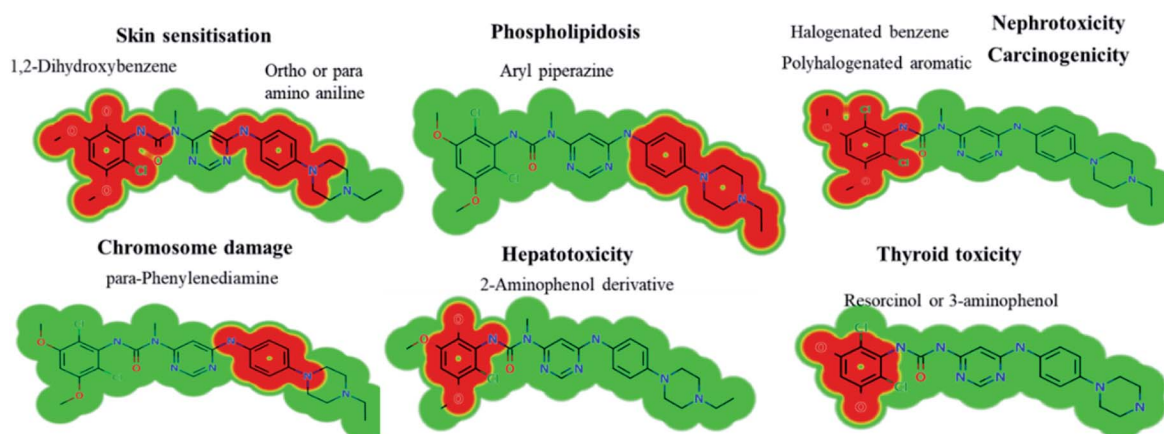 Skin sensitisation
1,2-Dihydroxybenzene
Ortho or para
amino aniline
Phospholipidosis
Aryl piperazine
Halogenated benzene
Polyhalogenated aromatic
Nephrotoxicity
Carcinogenicity
Chromosome damage
para-Phenylenediamine
Hepatotoxicity
2-Aminophenol derivative
Thyroid toxicity
Resorcinol or 3-aminophenol